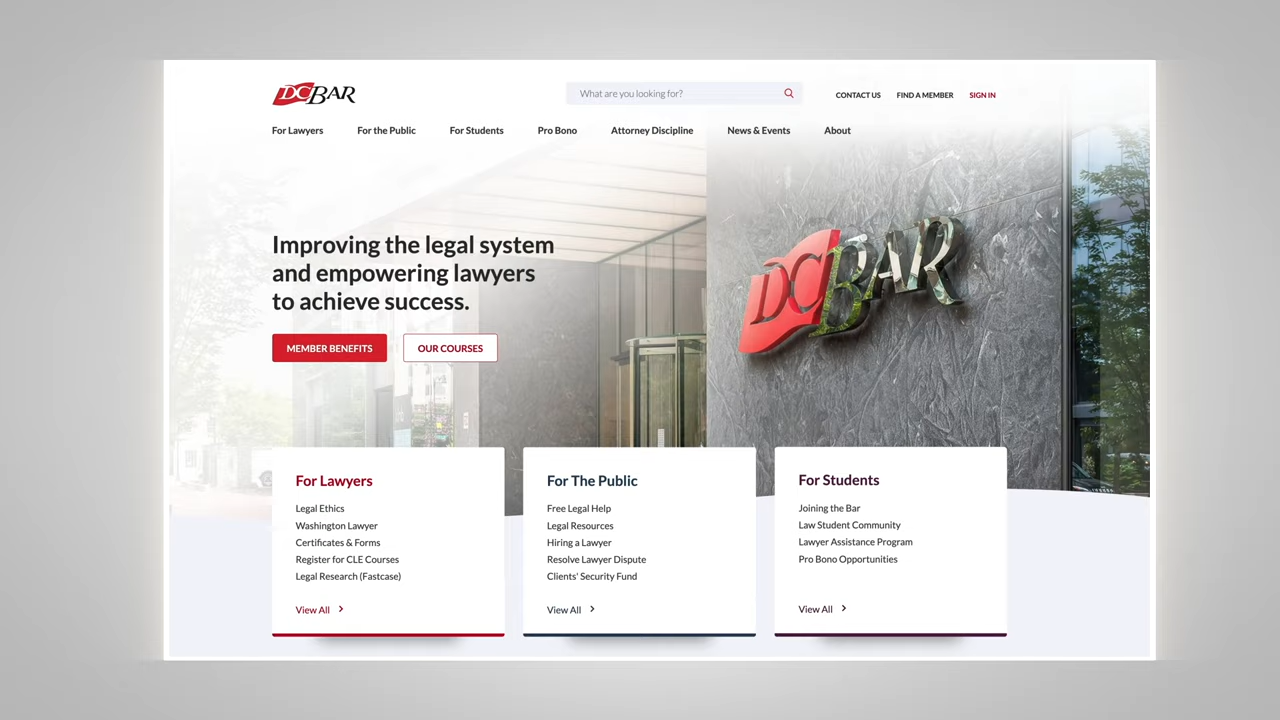 DC BAR
What are you looking for?
CONTACT US
FIND A MEMBER
SIGN IN
For Lawyers
For the Public
For Students
Pro Bono
Attorney Discipline
News & Events
About
Improving the legal system
and empowering lawyers
to achieve success.
MEMBER BENEFITS
OUR COURSES
DC BAR
For Lawyers
Legal Ethics
Washington Lawyer
Certificates & Forms
Register for CLE Courses
Legal Research (Fastcase)
View All
For The Public
Free Legal Help
Legal Resources
Hiring a Lawyer
Resolve Lawyer Dispute
Clients' Security Fund
View All
For Students
Joining the Bar
Law Student Community
Lawyer Assistance Program
Pro Bono Opportunities
View All